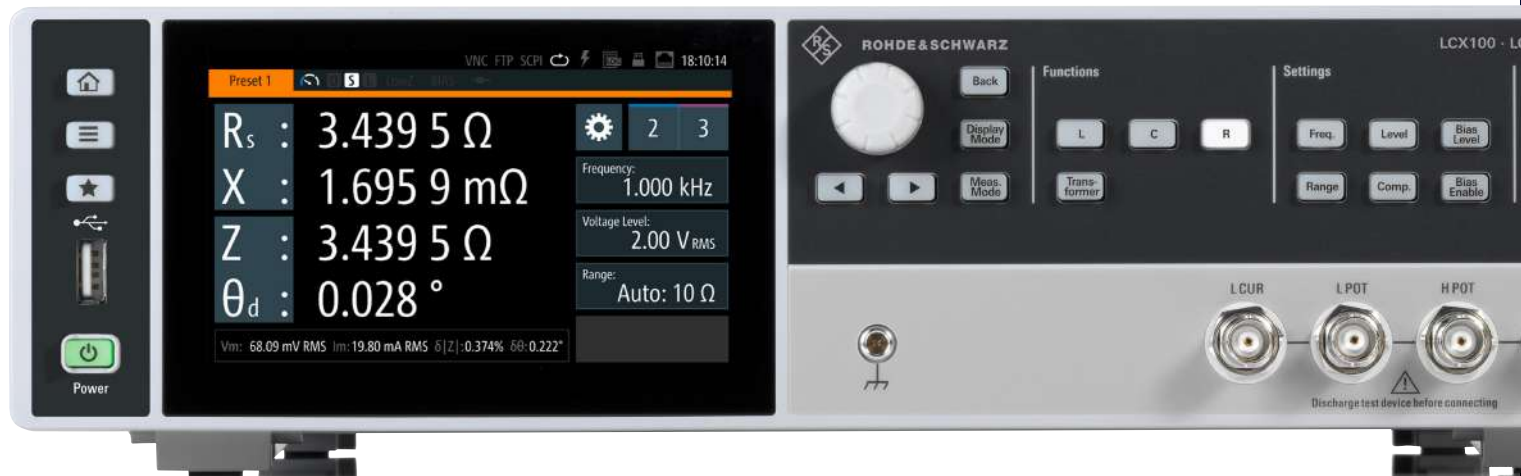 VNC FTP SCPI 18:10:14
Preset 1 S
Rs : 3.439 5 Ω
X : 1.695 9 mΩ
Z : 3.439 5 Ω
θd : 0.028 °
Vm: 68.09 mV RMS Im: 19.80 mA RMS δ|Z|:0.374% δθ:0.222°
2 3
Frequency:
1.000 kHz
Voltage Level:
2.00 V RMS
Range:
Auto: 10 Ω
Power
ROHDE&SCHWARZ
LCX100 · LC
Back
Display
Mode
Meas.
Mode
Functions
L C R
Trans-
former
Settings
Freq. Level Bias
Level
Range Comp. Bias
Enable
L CUR L POT H POT
Discharge test device before connecting